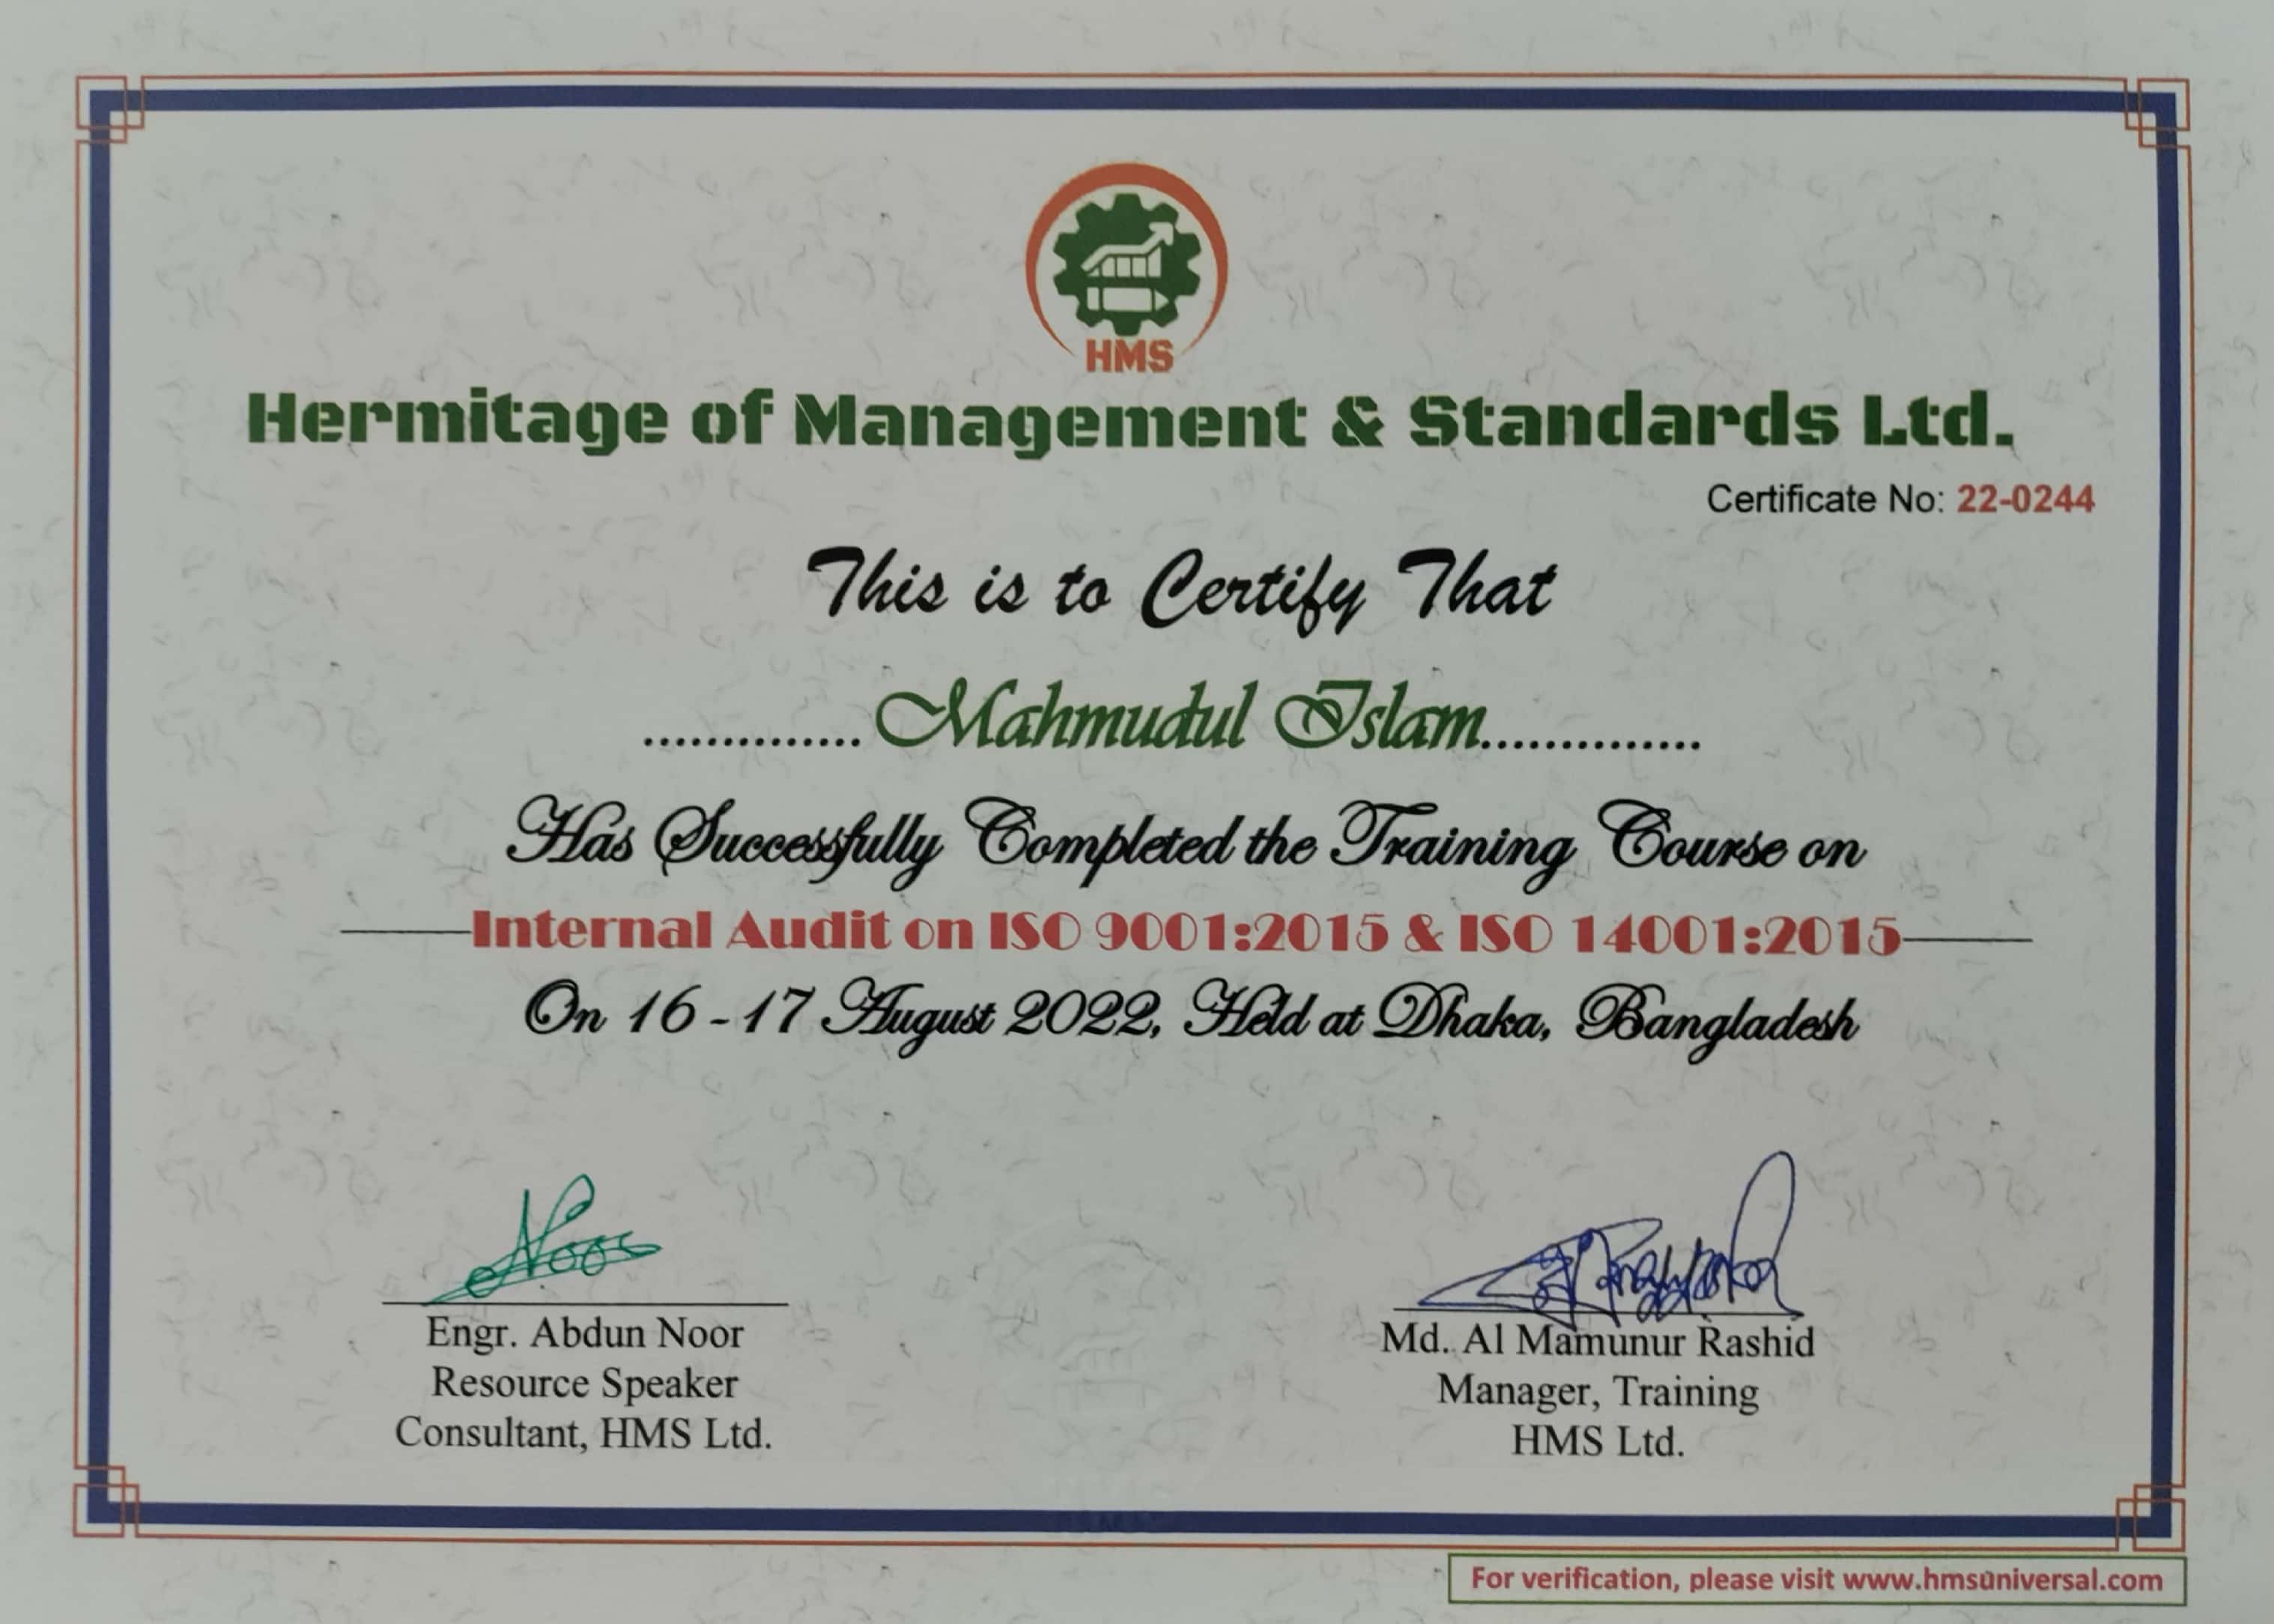 HMS
Hermitage of Management & Standards Ltd.
Certificate No: 22-0244
This is to Certify That
..............Mahmudul Islam..............
Has Successfully Completed the Training Course on
Internal Audit on ISO 9001:2015 & ISO 14001:2015
On 16 - 17 August 2022, Held at Dhaka, Bangladesh
Noor
Engr. Abdun Noor
Resource Speaker
Consultant, HMS Ltd.
Md. Al Mamunur Rashid
Manager, Training
HMS Ltd.
For verification, please visit www.hmsuniversal.com